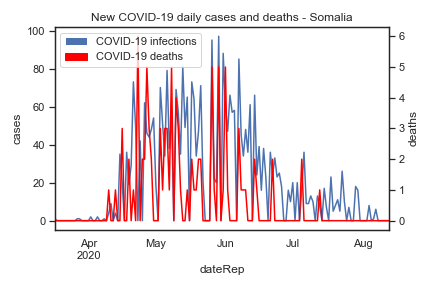 New COVID-19 daily cases and deaths - Somalia
COVID-19 infections
COVID-19 deaths
100
80
60
40
20
0
cases
6
5
4
3
2
1
0
deaths
Apr
2020
May
Jun
Jul
Aug
dateRep